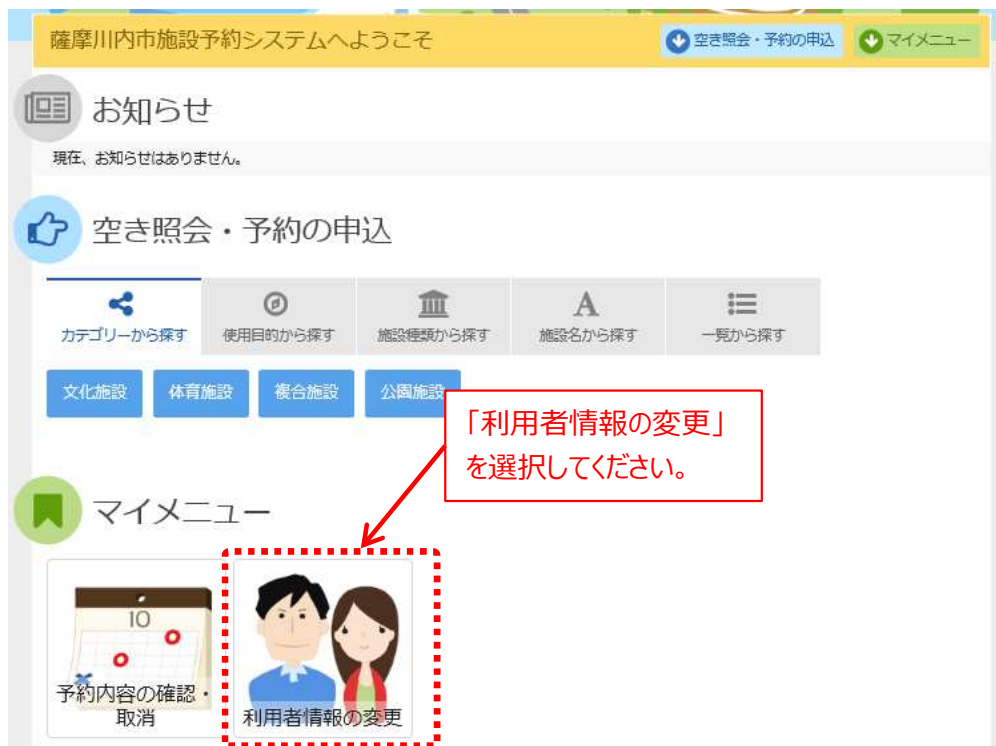 薩摩川内市施設予約システムへようこそ
空き照会・予約の申込
マイメニュー
お知らせ
現在、お知らせはありません。
空き照会・予約の申込
カテゴリーから探す
使用目的から探す
施設種類から探す
施設名から探す
一覧から探す
文化施設
体育施設
複合施設
公園施設
「利用者情報の変更」
を選択してください。
マイメニュー
10
予約内容の確認・
取消
利用者情報の変更